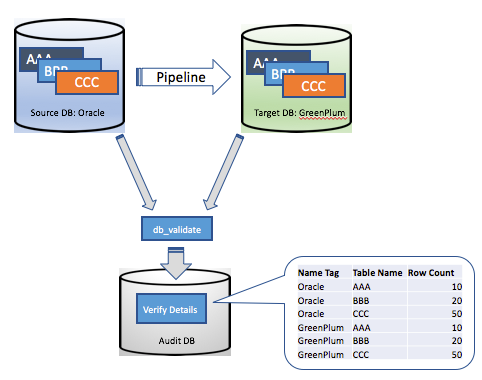 AAA
BBB
CCC
Source DB: Oracle
Pipeline
AAA
BBB
CCC
Target DB: GreenPlum
db_validate
Verify Details
Audit DB
Name Tag Table Name Row Count
Oracle AAA 10
Oracle BBB 20
Oracle CCC 50
GreenPlum AAA 10
GreenPlum BBB 20
GreenPlum CCC 50